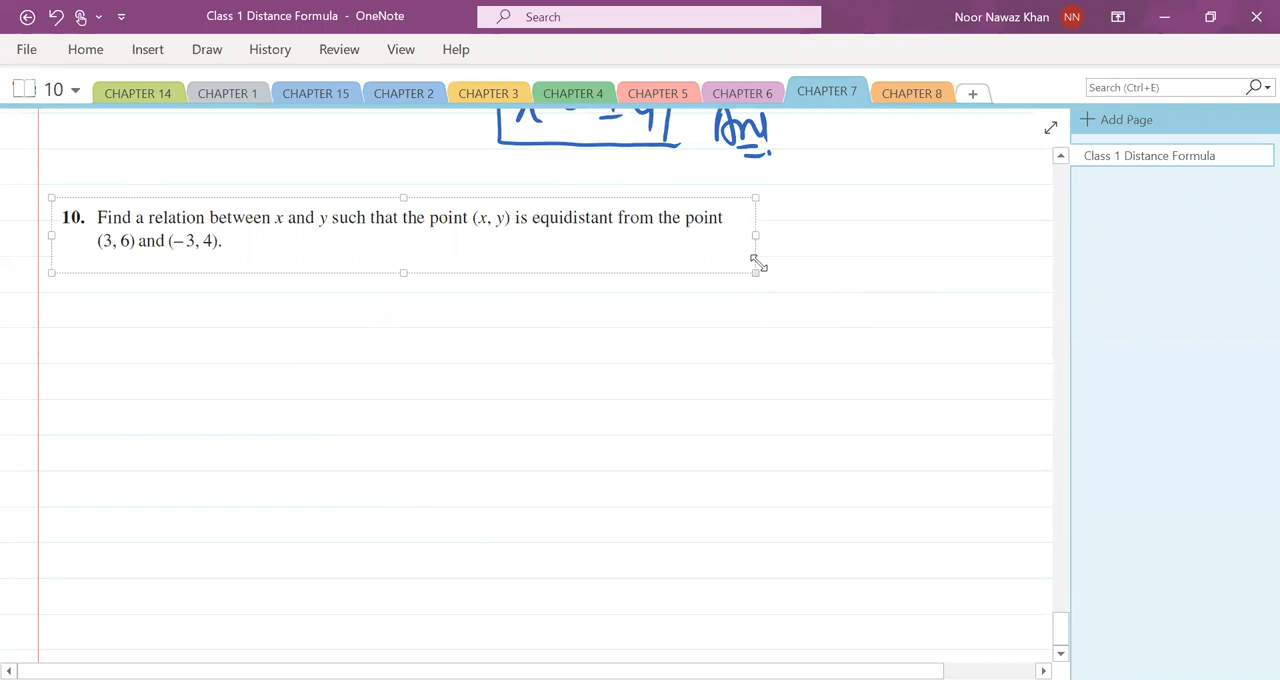 Class 1 Distance Formula - OneNote
Search
Noor Nawaz Khan NN
File Home Insert Draw History Review View Help
10 CHAPTER 14 CHAPTER 1 CHAPTER 15 CHAPTER 2 CHAPTER 3 CHAPTER 4 CHAPTER 5 CHAPTER 6 CHAPTER 7 CHAPTER 8 +
Search (Ctrl+E)
Add Page
Class 1 Distance Formula
10. Find a relation between x and y such that the point (x, y) is equidistant from the point
(3, 6) and (– 3, 4).